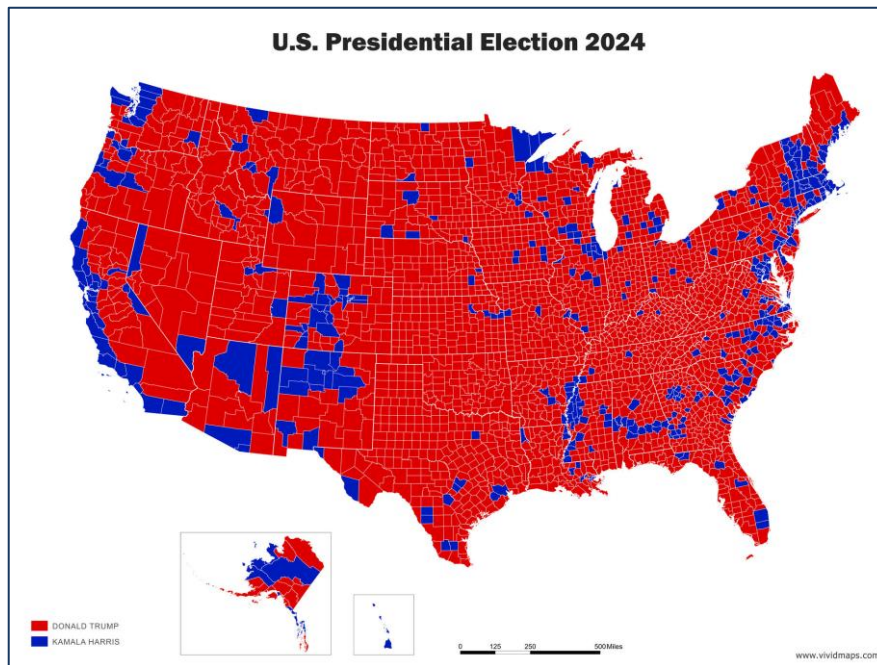 U.S. Presidential Election 2024
DONALD TRUMP
KAMALA HARRIS
0 125 250 500 Miles
www.vividmaps.com